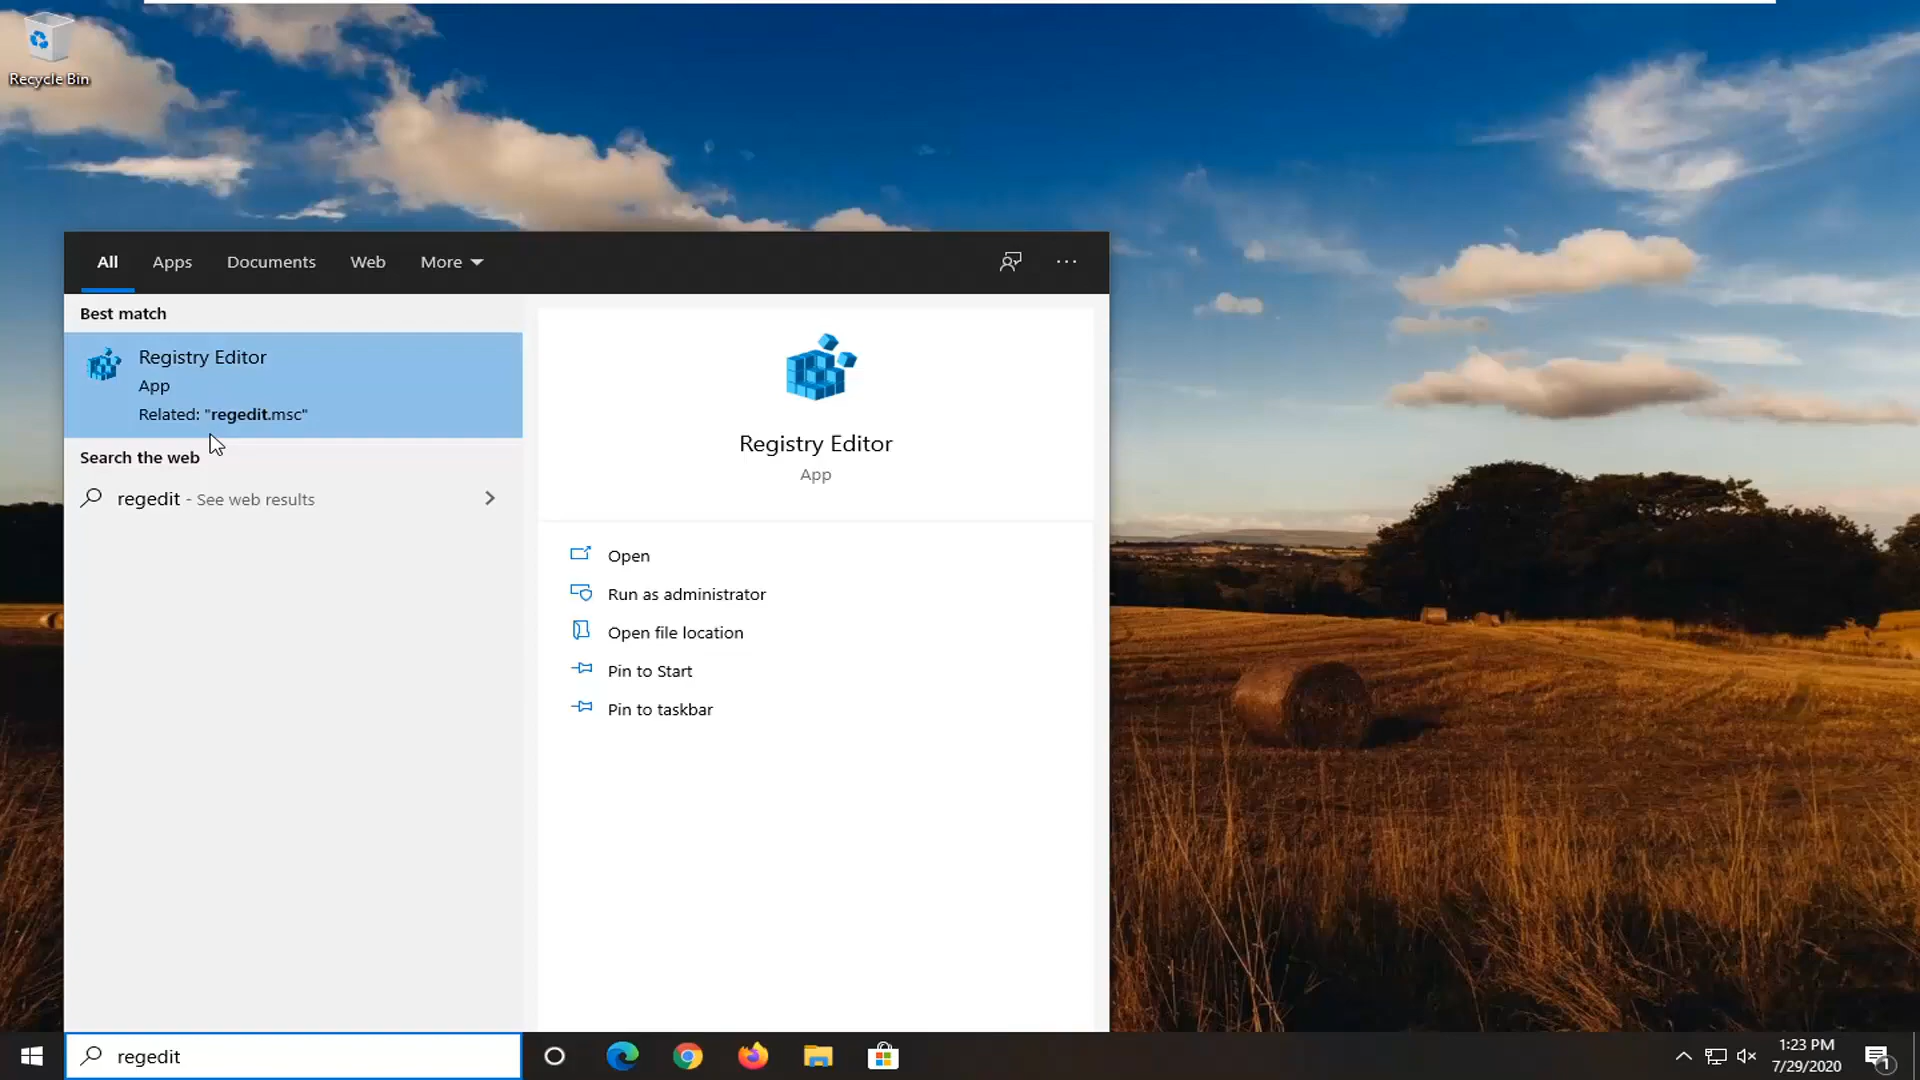 Recycle Bin
All Apps Documents Web More
Best match
Registry Editor
App
Related: "regedit.msc"
Search the web
regedit - See web results
Registry Editor
App
Open
Run as administrator
Open file location
Pin to Start
Pin to taskbar
regedit
1:23 PM
7/29/2020
1